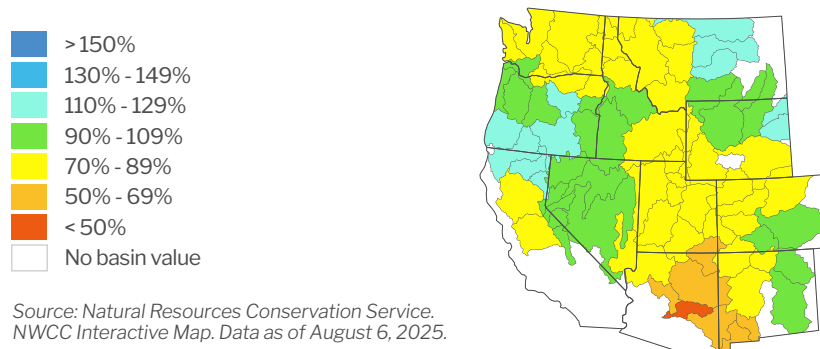 > 150%
130% - 149%
110% - 129%
90% - 109%
70% - 89%
50% - 69%
< 50%
No basin value
Source: Natural Resources Conservation Service.
NWCC Interactive Map. Data as of August 6, 2025.